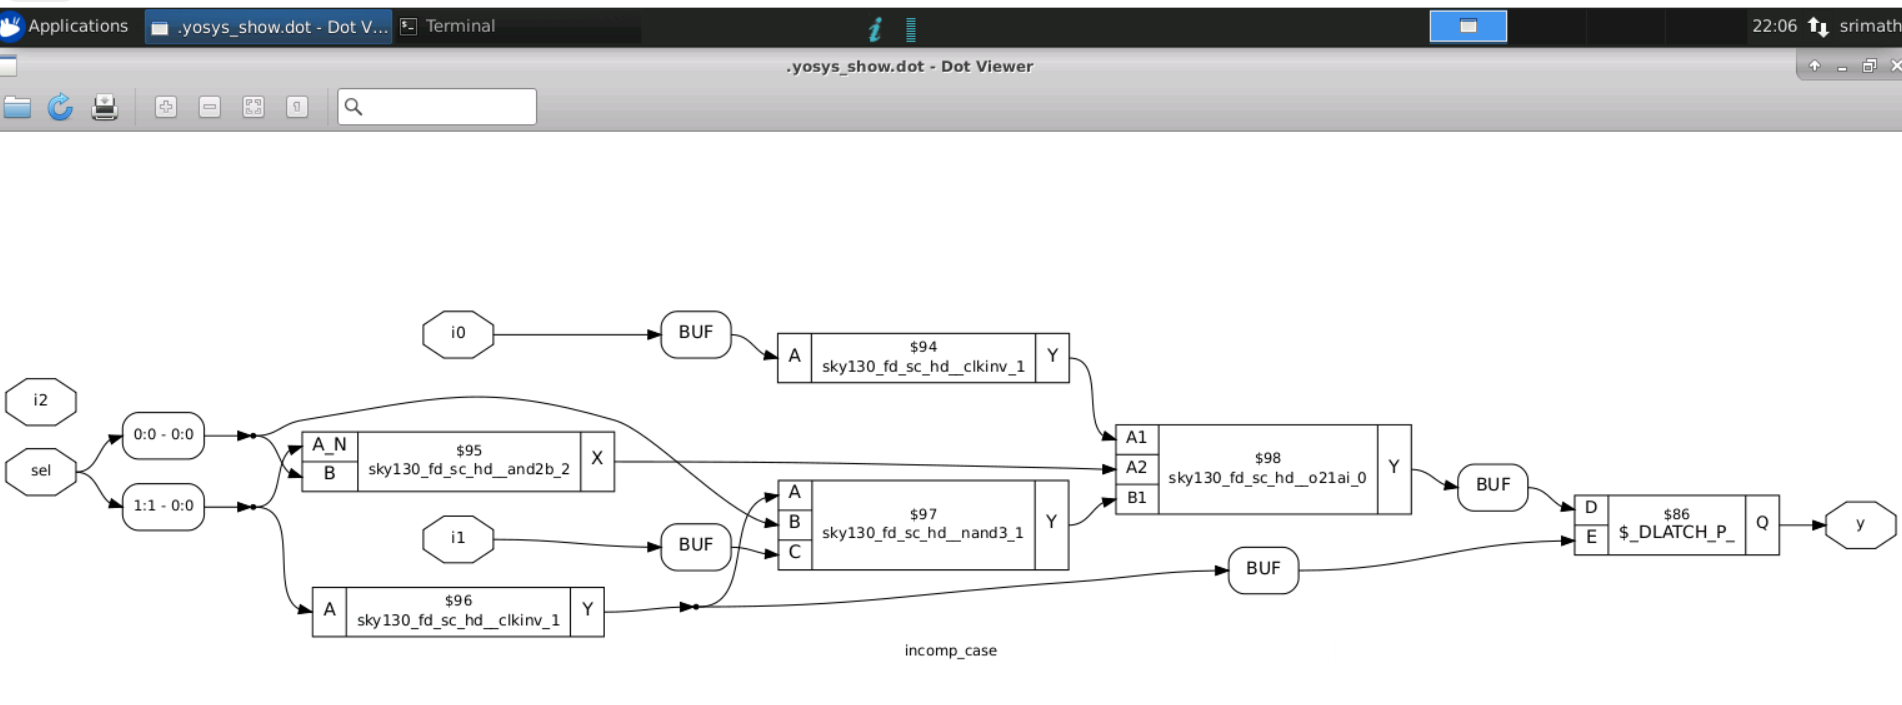 Applications
.yosys_show.dot - Dot V...
Terminal
22:06
srimath
.yosys_show.dot - Dot Viewer
i0
BUF
A
$94
sky130_fd_sc_hd__clkinv_1
Y
i2
sel
0:0 - 0:0
1:1 - 0:0
A_N
B
$95
sky130_fd_sc_hd__and2b_2
X
i1
BUF
A
B
C
$97
sky130_fd_sc_hd__nand3_1
Y
A
$96
sky130_fd_sc_hd__clkinv_1
Y
A1
A2
B1
$98
sky130_fd_sc_hd__o21ai_0
Y
BUF
BUF
D
E
$86
$_DLATCH_P_
Q
y
incomp_case